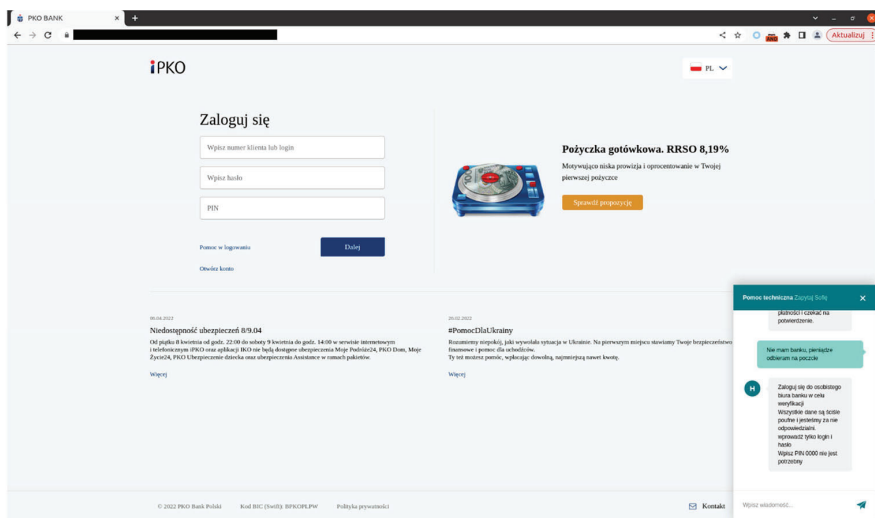 PKO BANK
Aktualizuj
iPKO
PL
Zaloguj się
Wpisz numer klienta lub login
Wpisz hasło
PIN
Pomoc w logowaniu
Dalej
Otwórz konto
Pożyczka gotówkowa. RRSO 8,19%
Motywująco niska prowizja i oprocentowanie w Twojej
pierwszej pożyczce
Sprawdź propozycję
06.04.2022
Niedostępność ubezpieczeń 8/9.04
Od piątku 8 kwietnia od godz. 22:00 do soboty 9 kwietnia do godz. 14:00 w serwisie internetowym
i telefonicznym iPKO oraz aplikacji IKO nie będą dostępne ubezpieczenia Moje Podróże24, PKO Dom, Moje
Życie24, PKO Ubezpieczenie dziecka oraz ubezpieczenia Assistance w ramach pakietów.
Więcej
26.02.2022
#PomocDlaUkrainy
Rozumiemy niepokój, jaki wywołała sytuacja w Ukrainie. Na pierwszym miejscu stawiamy Twoje bezpieczeństwo
finansowe i pomoc dla uchodźców.
Ty też możesz pomóc, wpłacając dowolną, najmniejszą nawet kwotę.
Więcej
Pomoc techniczna Zapytaj Sofię
płatności i czekać na
potwierdzenie.
Nie mam banku, pieniądze
odbieram na poczcie
H
Zaloguj się do osobistego
biura banku w celu
weryfikacji
Wszystkie dane są ściśle
poufne i jesteśmy za nie
odpowiedzialni.
wprowadź tylko login i
hasło
Wpisz PIN 0000 nie jest
potrzebny
Wpisz wiadomość...
© 2022 PKO Bank Polski
Kod BIC (Swift): BPKOPLPW
Polityka prywatności
Kontakt